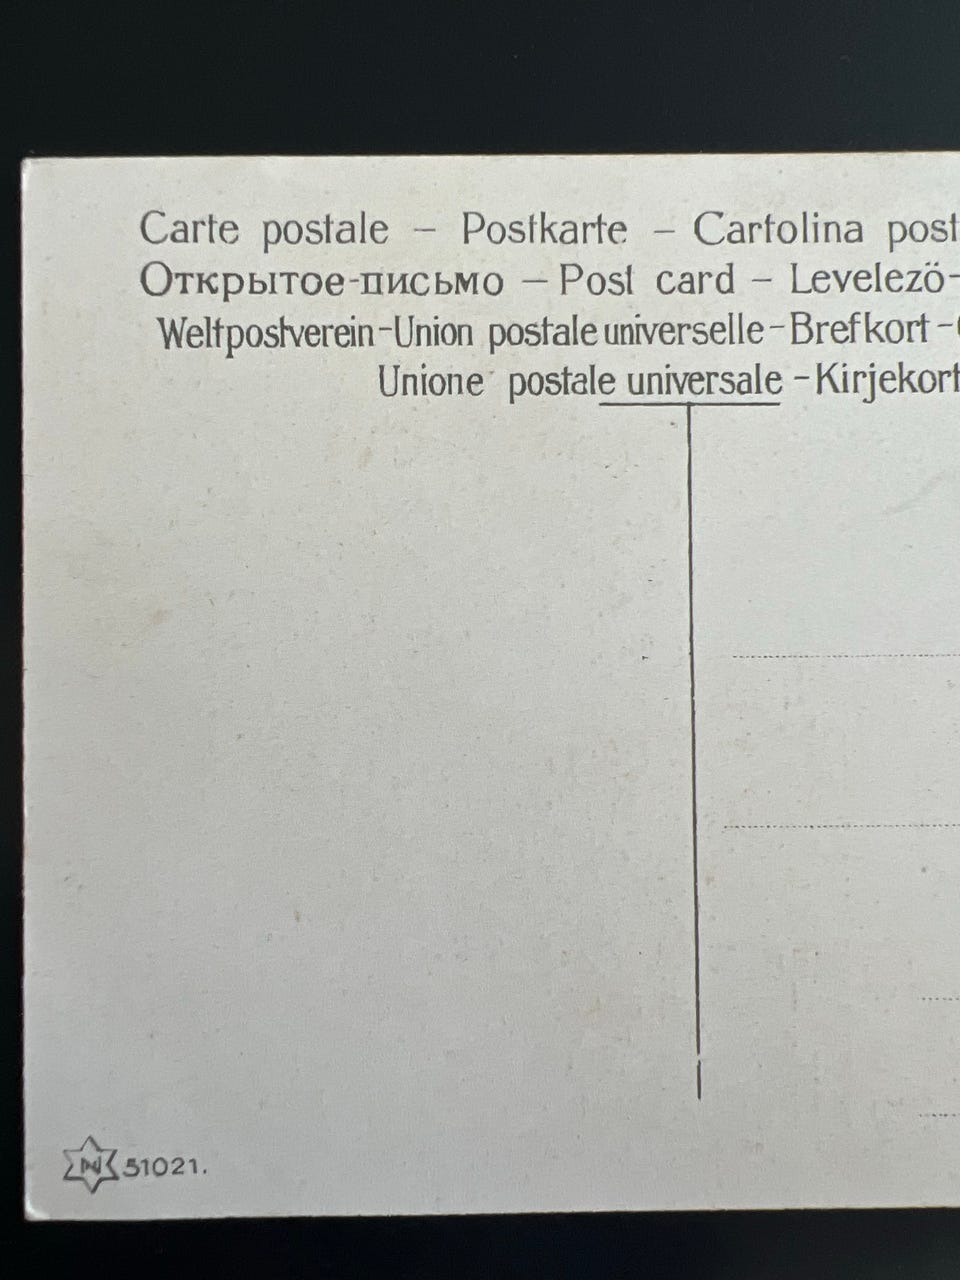 Carte postale – Postkarte – Cartolina post
Открытое-письмо – Post card – Levelező-
Weltpostverein-Union postale universelle-Brefkort-
Unione postale universale-Kirjekort
N 51021.